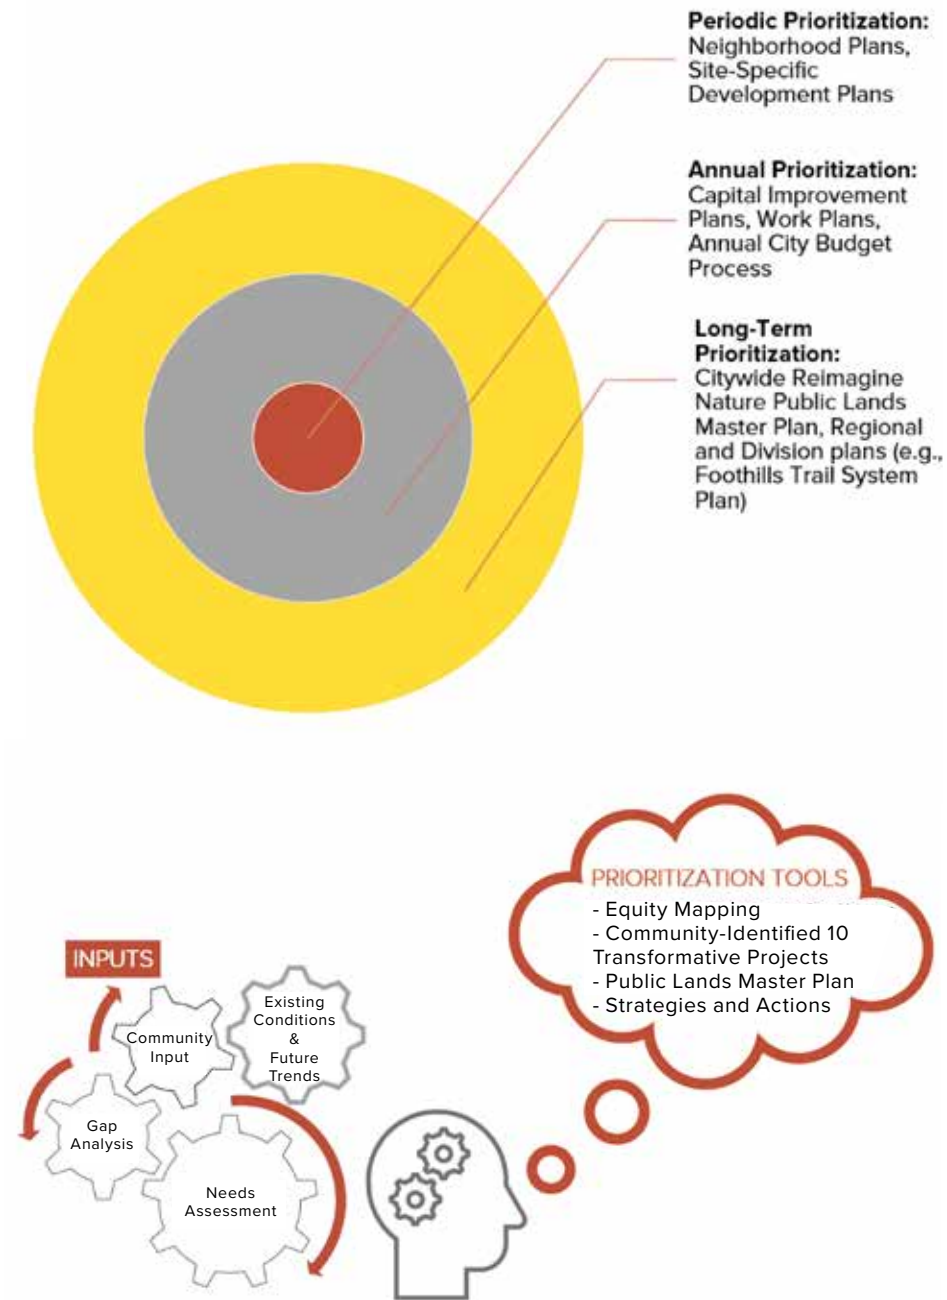 Periodic Prioritization:
Neighborhood Plans,
Site-Specific
Development Plans
Annual Prioritization:
Capital Improvement
Plans, Work Plans,
Annual City Budget
Process
Long-Term
Prioritization:
Citywide Reimagine
Nature Public Lands
Master Plan, Regional
and Division plans (e.g.,
Foothills Trail System
Plan)
PRIORITIZATION TOOLS
- Equity Mapping
- Community-Identified 10
Transformative Projects
- Public Lands Master Plan
- Strategies and Actions
INPUTS
Community
Input
Existing
Conditions
&
Future
Trends
Gap
Analysis
Needs
Assessment